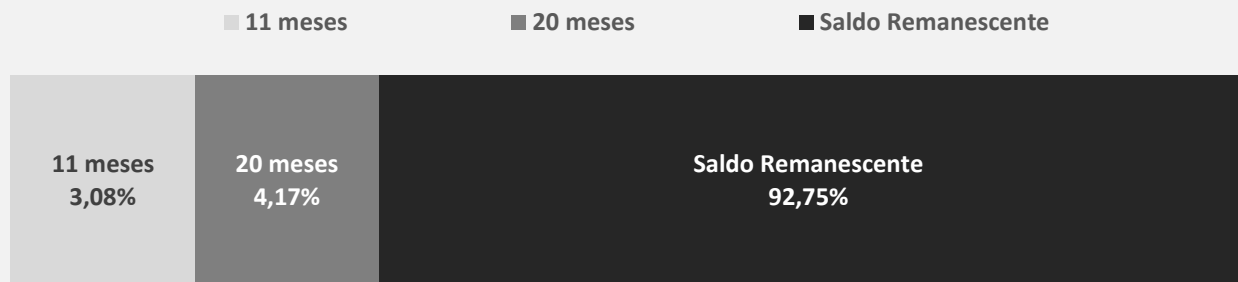 11 meses
20 meses
Saldo Remanescente
11 meses
3,08%
20 meses
4,17%
Saldo Remanescente
92,75%